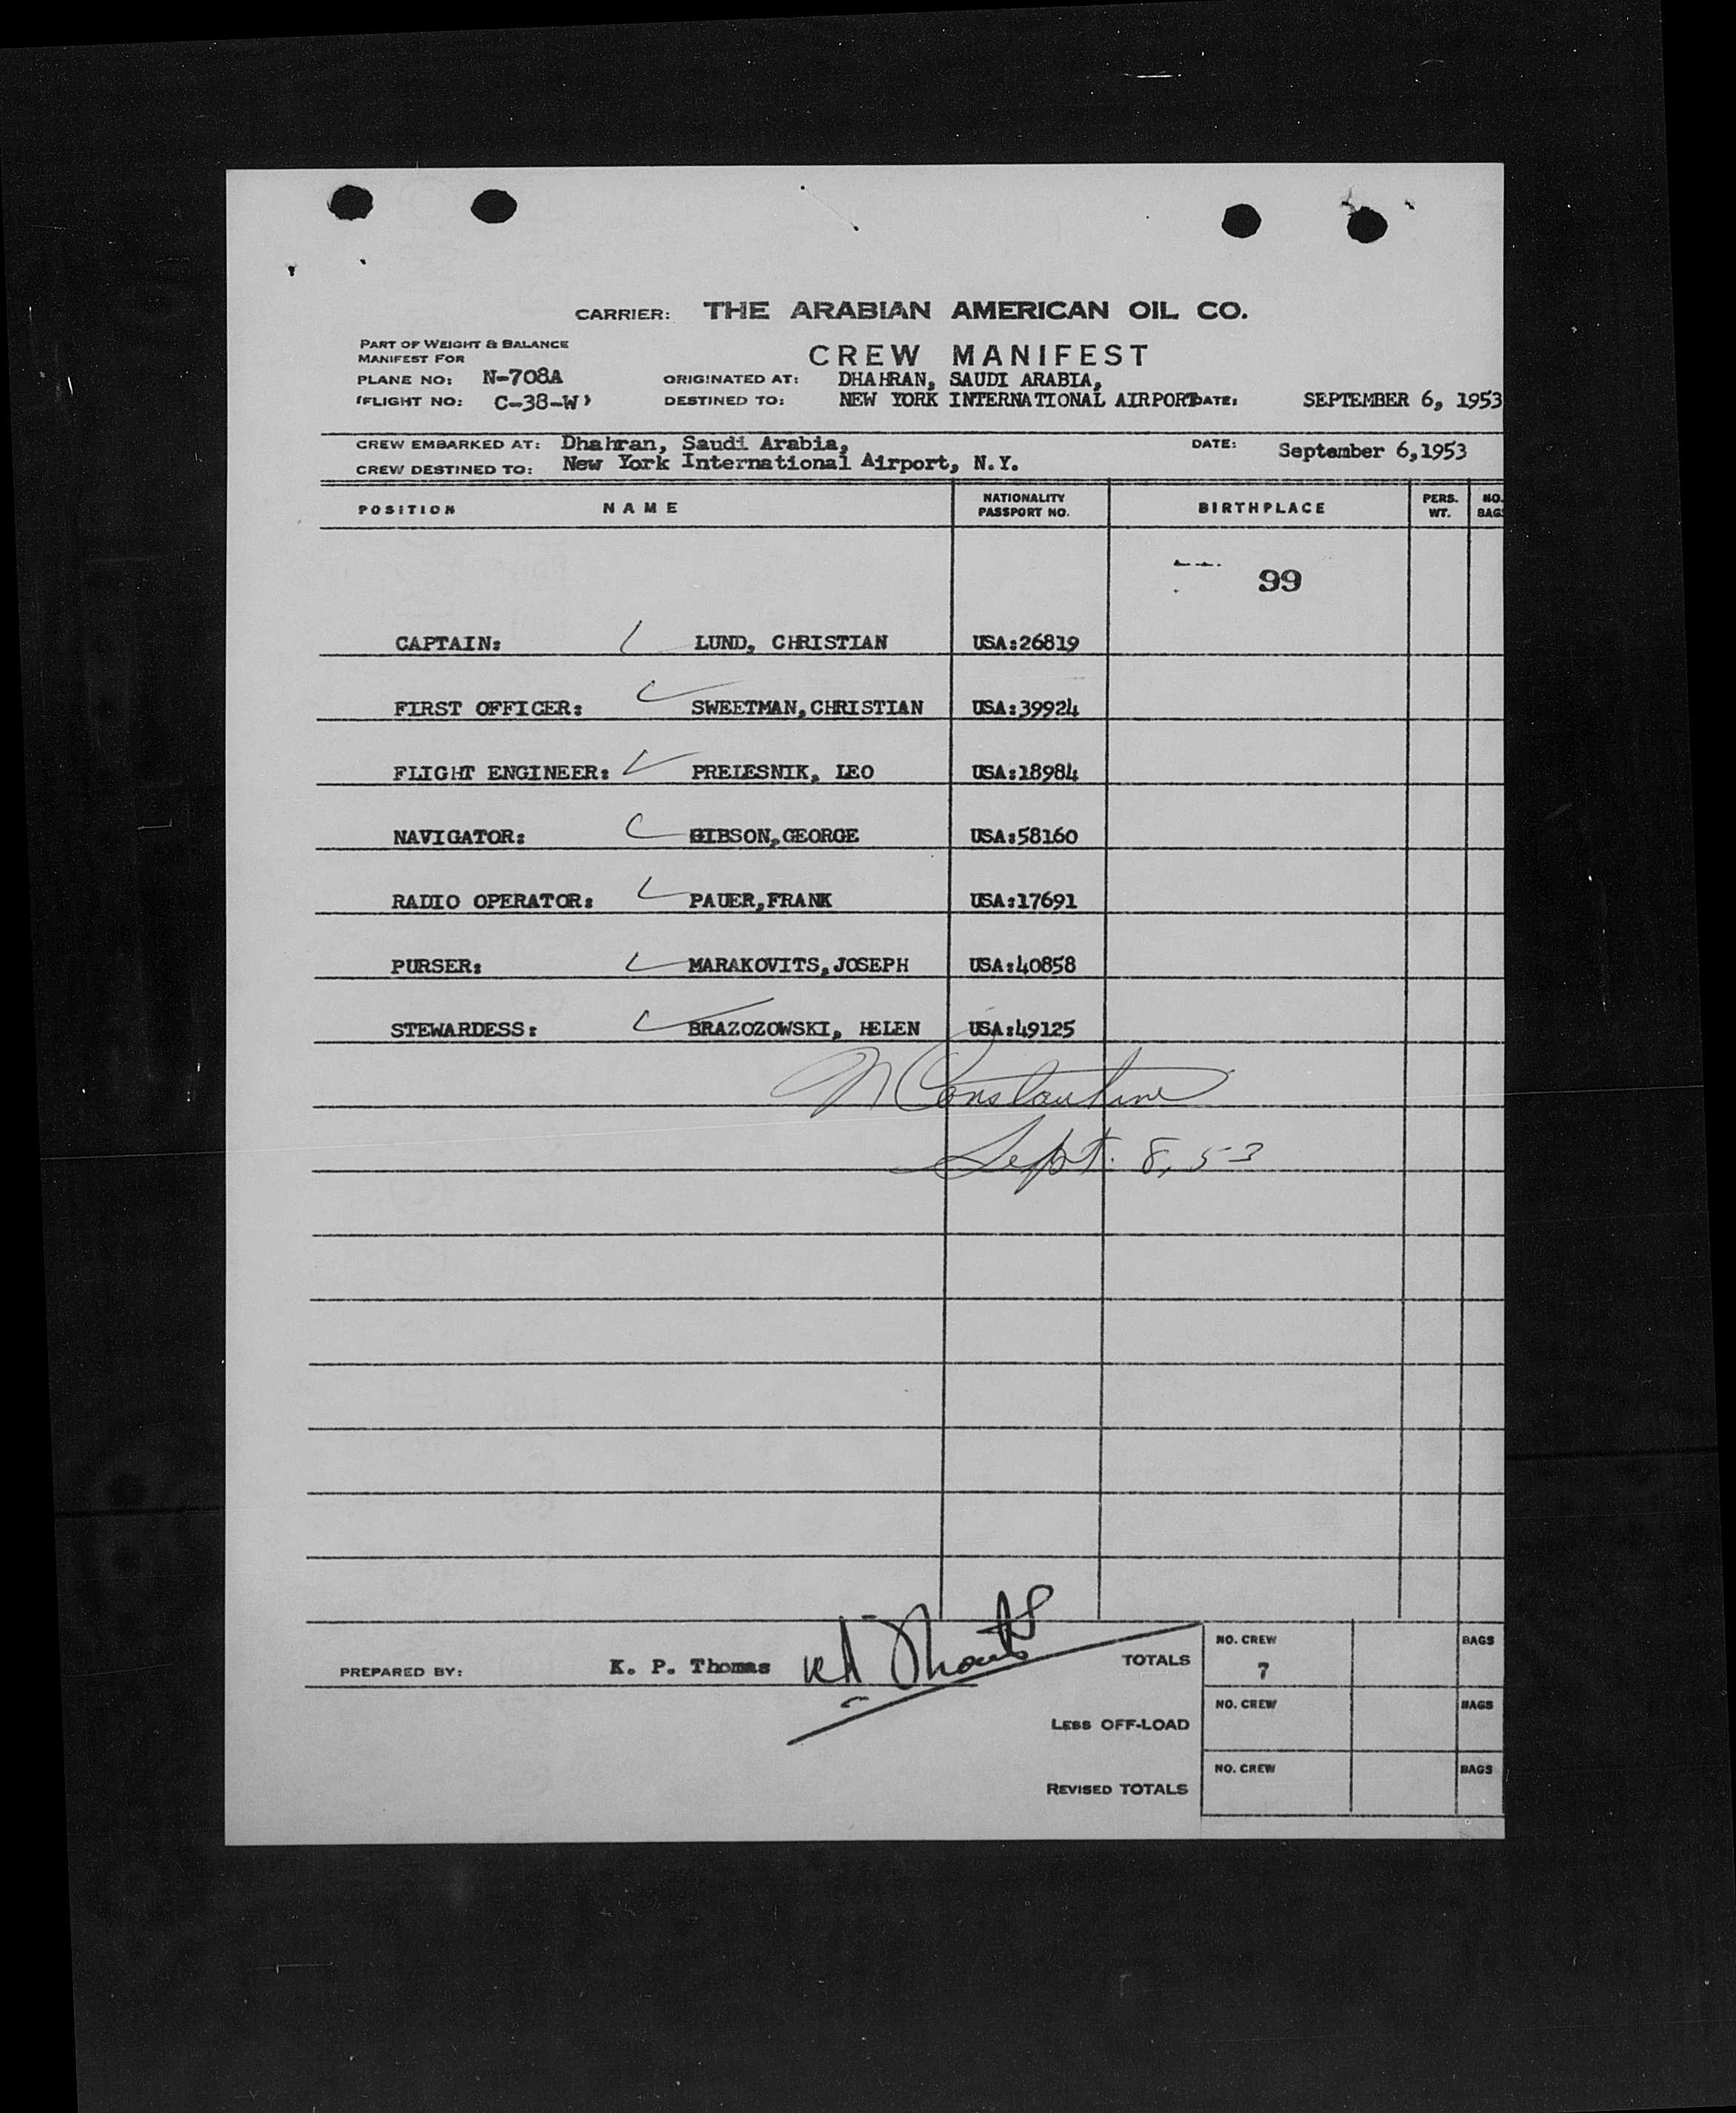 CARRIER: THE ARABIAN AMERICAN OIL CO.
PART OF WEIGHT & BALANCE
MANIFEST FOR
CREW MANIFEST
PLANE NO: N-708A ORIGINATED AT: DHAHRAN, SAUDI ARABIA,
FLIGHT NO: C-38-W DESTINED TO: NEW YORK INTERNATIONAL AIRPORT DATE: SEPTEMBER 6, 1953
CREW EMBARKED AT: Dhahran, Saudi Arabia, DATE: September 6,1953
CREW DESTINED TO: New York International Airport, N.Y.
POSITION NAME NATIONALITY PASSPORT NO. BIRTHPLACE PERS. WT. NO. BAGS
99
CAPTAIN: LUND, CHRISTIAN USA:26819
FIRST OFFICER: SWEETMAN,CHRISTIAN USA:39924
FLIGHT ENGINEER: PRELESNIK, LEO USA:18984
NAVIGATOR: GIBSON,GEORGE USA:58160
RADIO OPERATOR: PAUER,FRANK USA:17691
PURSER: MARAKOVITS,JOSEPH USA:40858
STEWARDESS: BRAZOZOWSKI, HELEN USA:49125
N Constantine
Sept. 8, 53
PREPARED BY: K. P. Thomas TOTALS NO. CREW 7 BAGS
LESS OFF-LOAD NO. CREW BAGS
REVISED TOTALS NO. CREW BAGS